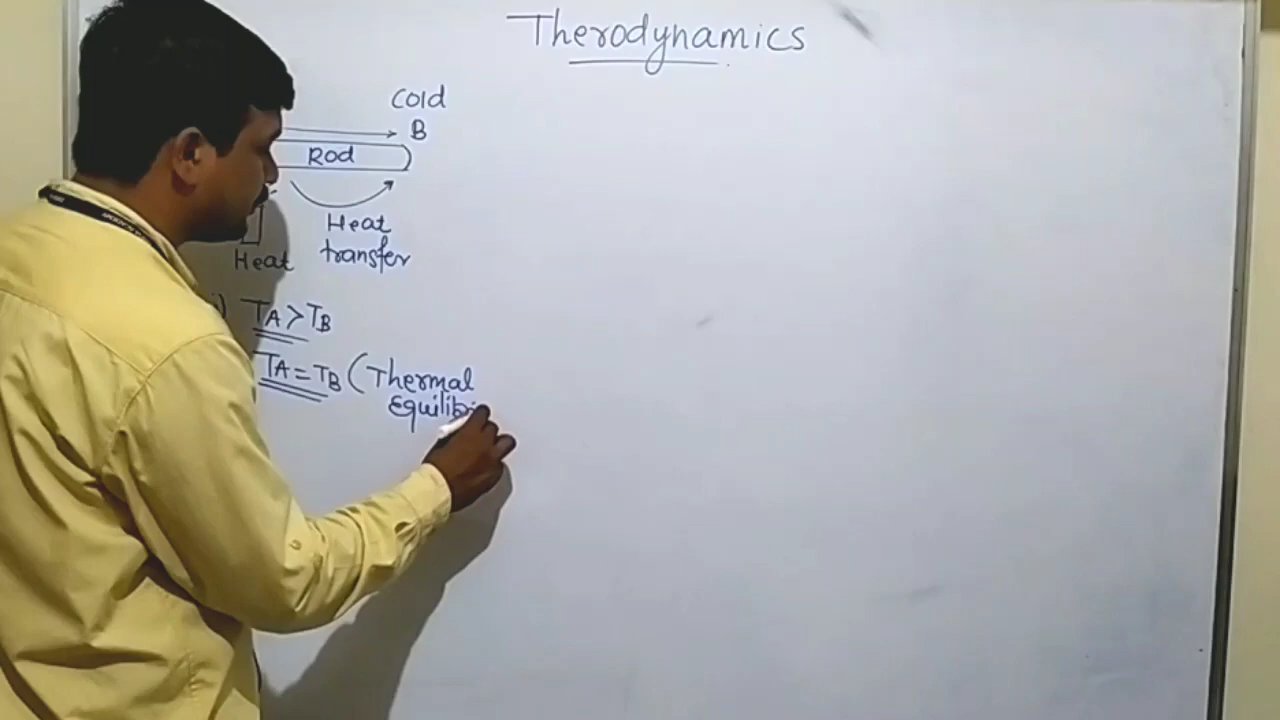 Therodynamics
Cold
B
Rod
Heat
transfer
Heat
i) TA > TB
TA = TB (Thermal
Equilib